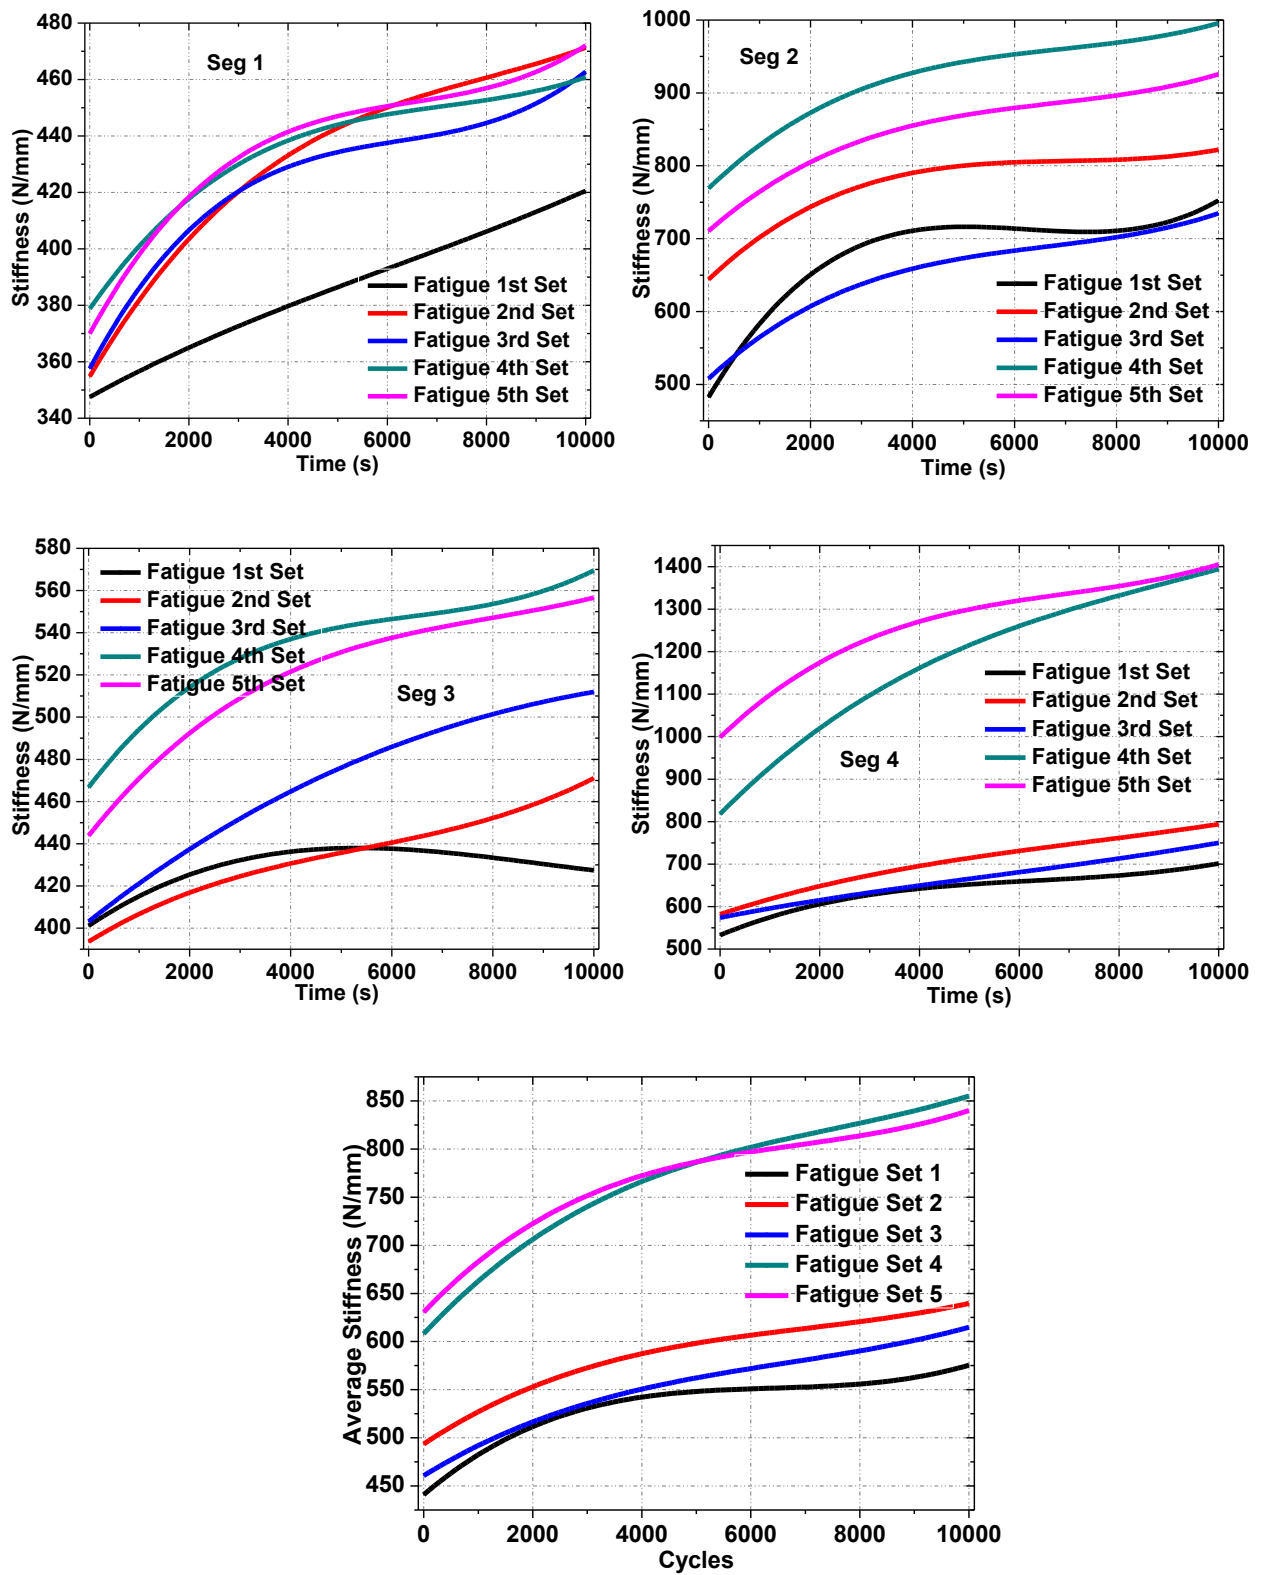 480
460
440
420
400
380
360
340
Stiffness (N/mm)
Seg 1
Fatigue 1st Set
Fatigue 2nd Set
Fatigue 3rd Set
Fatigue 4th Set
Fatigue 5th Set
0 2000 4000 6000 8000 10000
Time (s)
1000
900
800
700
600
500
Stiffness (N/mm)
Seg 2
Fatigue 1st Set
Fatigue 2nd Set
Fatigue 3rd Set
Fatigue 4th Set
Fatigue 5th Set
0 2000 4000 6000 8000 10000
Time (s)
580
560
540
520
500
480
460
440
420
400
Stiffness (N/mm)
Fatigue 1st Set
Fatigue 2nd Set
Fatigue 3rd Set
Fatigue 4th Set
Fatigue 5th Set
Seg 3
0 2000 4000 6000 8000 10000
Time (s)
1400
1300
1200
1100
1000
900
800
700
600
500
Stiffness (N/mm)
Fatigue 1st Set
Fatigue 2nd Set
Fatigue 3rd Set
Fatigue 4th Set
Fatigue 5th Set
Seg 4
0 2000 4000 6000 8000 10000
Time (s)
850
800
750
700
650
600
550
500
450
Average Stiffness (N/mm)
Fatigue Set 1
Fatigue Set 2
Fatigue Set 3
Fatigue Set 4
Fatigue Set 5
0 2000 4000 6000 8000 10000
Cycles